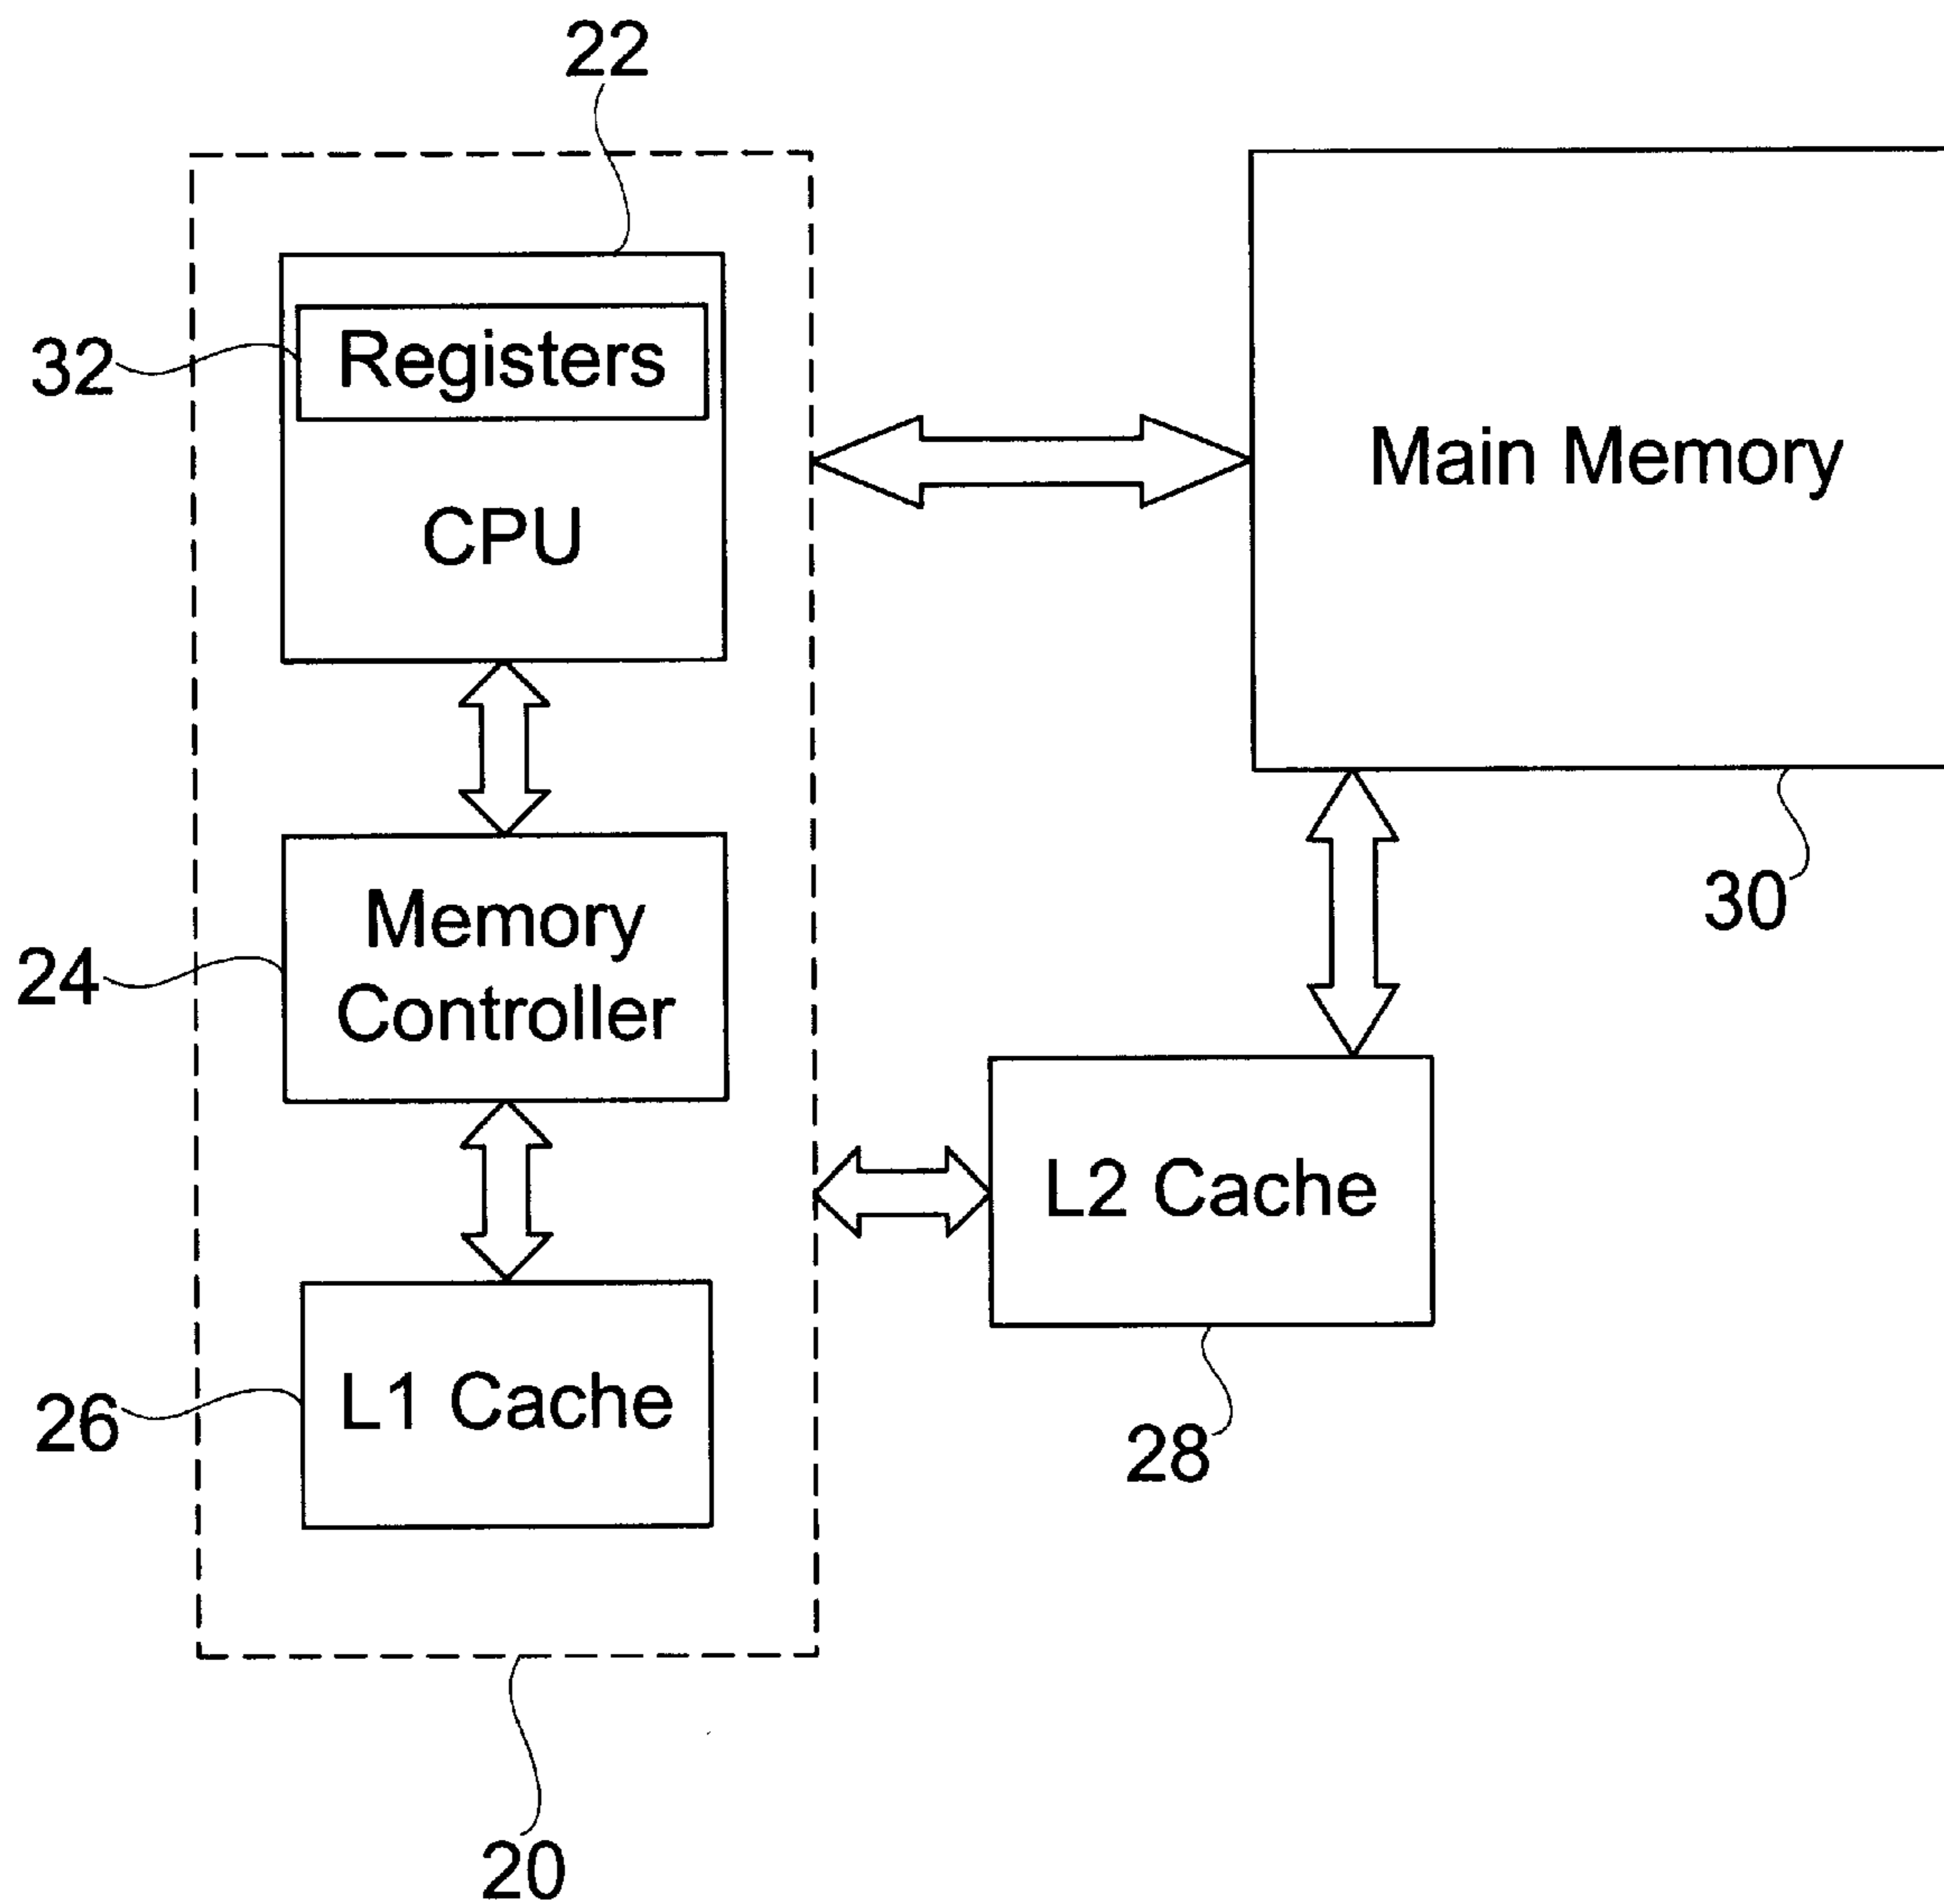 22
32
Registers
CPU
Main Memory
30
24
Memory
Controller
L2 Cache
28
26
L1 Cache
20